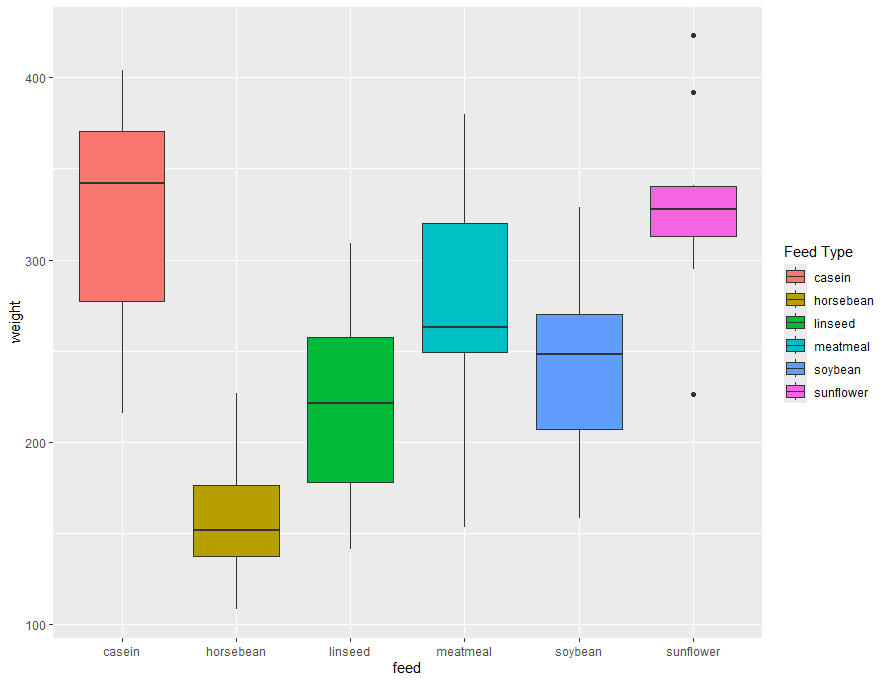 weight
400
300
200
100
casein horsebean linseed meatmeal soybean sunflower
feed
Feed Type
casein
horsebean
linseed
meatmeal
soybean
sunflower